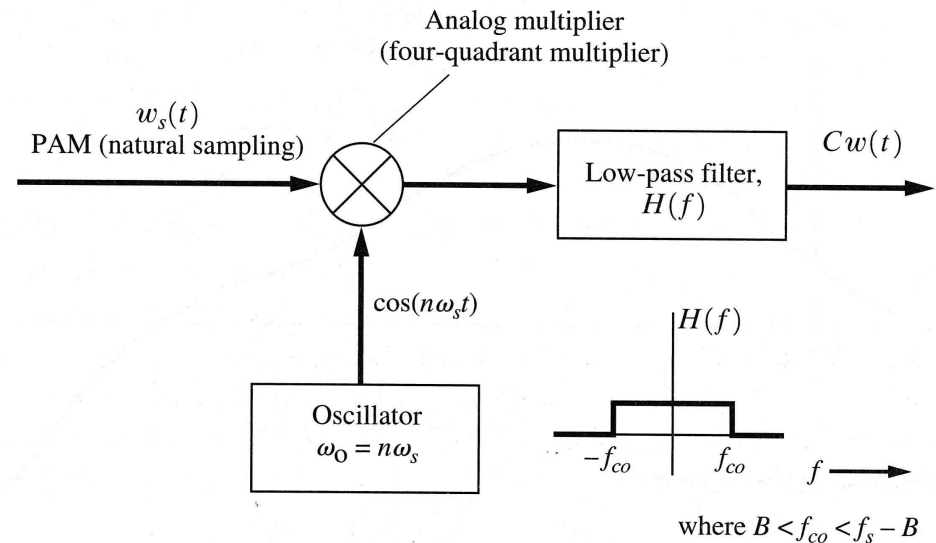 Analog multiplier
(four-quadrant multiplier)
w_s(t)
PAM (natural sampling)
Cw(t)
Low-pass filter,
H(f)
cos(nω_st)
H(f)
Oscillator
ω_O = nω_s
−f_co
f_co
f
where B < f_co < f_s − B